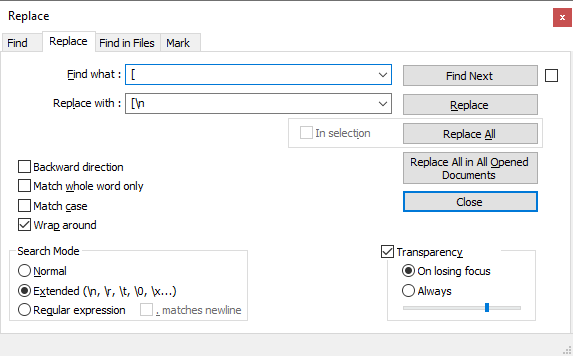 Replace
x
Find Replace Find in Files Mark
Find what : [ Find Next
Replace with : [\n Replace
In selection Replace All
Replace All in All Opened
Documents
Close
Backward direction
Match whole word only
Match case
Wrap around
Search Mode
Normal
Extended (\n, \r, \t, \0, \x...)
Regular expression . matches newline
Transparency
On losing focus
Always